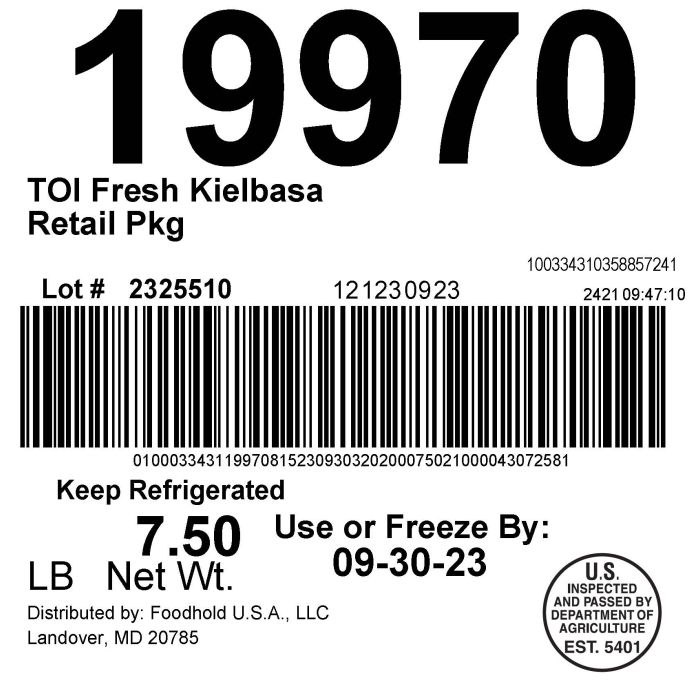 19970
TOI Fresh Kielbasa
Retail Pkg
100334310358857241
Lot # 2325510
121230923
2421 09:47:10
01000334311997081523093032020007502100004307258​1
Keep Refrigerated
7.50
LB Net Wt.
Use or Freeze By:
09-30-23
Distributed by: Foodhold U.S.A., LLC
Landover, MD 20785
U.S.
INSPECTED
AND PASSED BY
DEPARTMENT OF
AGRICULTURE
EST. 5401